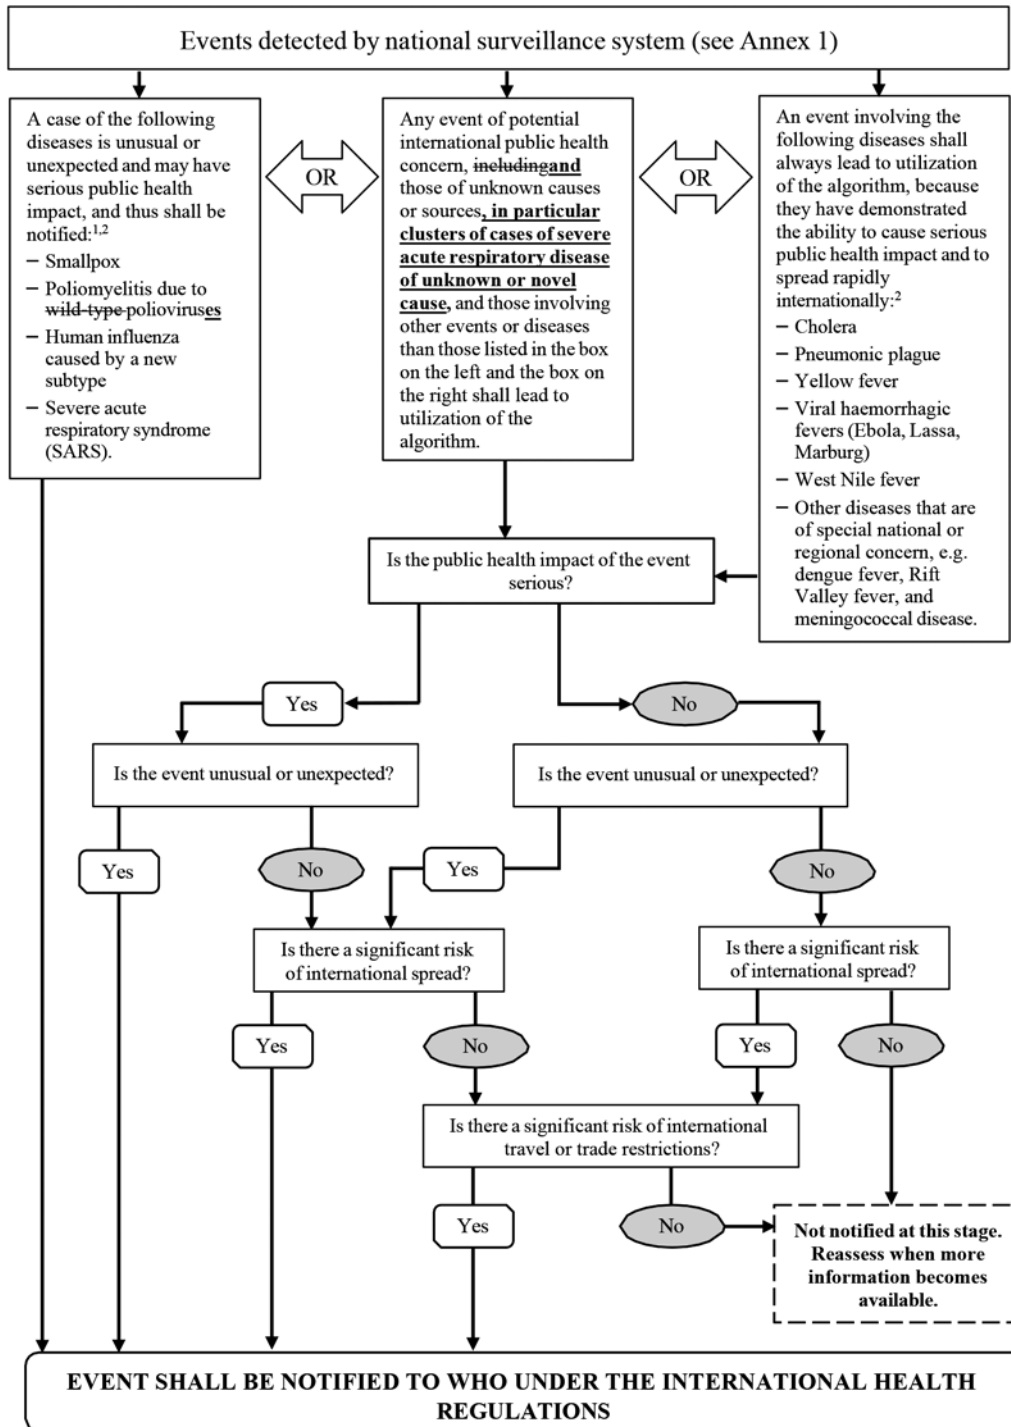 Events detected by national surveillance system (see Annex 1)
A case of the following
diseases is unusual or
unexpected and may have
serious public health
impact, and thus shall be
notified:1,2
– Smallpox
– Poliomyelitis due to
wild-type polioviruses
– Human influenza
caused by a new
subtype
– Severe acute
respiratory syndrome
(SARS).
OR
Any event of potential
international public health
concern, includingand
those of unknown causes
or sources, in particular
clusters of cases of severe
acute respiratory disease
of unknown or novel
cause, and those involving
other events or diseases
than those listed in the box
on the left and the box on
the right shall lead to
utilization of the
algorithm.
OR
An event involving the
following diseases shall
always lead to utilization
of the algorithm, because
they have demonstrated
the ability to cause serious
public health impact and to
spread rapidly
internationally:2
– Cholera
– Pneumonic plague
– Yellow fever
– Viral haemorrhagic
fevers (Ebola, Lassa,
Marburg)
– West Nile fever
– Other diseases that are
of special national or
regional concern, e.g.
dengue fever, Rift
Valley fever, and
meningococcal disease.
Is the public health impact of the event
serious?
Yes
No
Is the event unusual or unexpected?
Is the event unusual or unexpected?
Yes
No
Yes
No
Is there a significant risk
of international spread?
Is there a significant risk
of international spread?
Yes
No
Yes
No
Is there a significant risk of international
travel or trade restrictions?
Yes
No
Not notified at this stage.
Reassess when more
information becomes
available.
EVENT SHALL BE NOTIFIED TO WHO UNDER THE INTERNATIONAL HEALTH
REGULATIONS